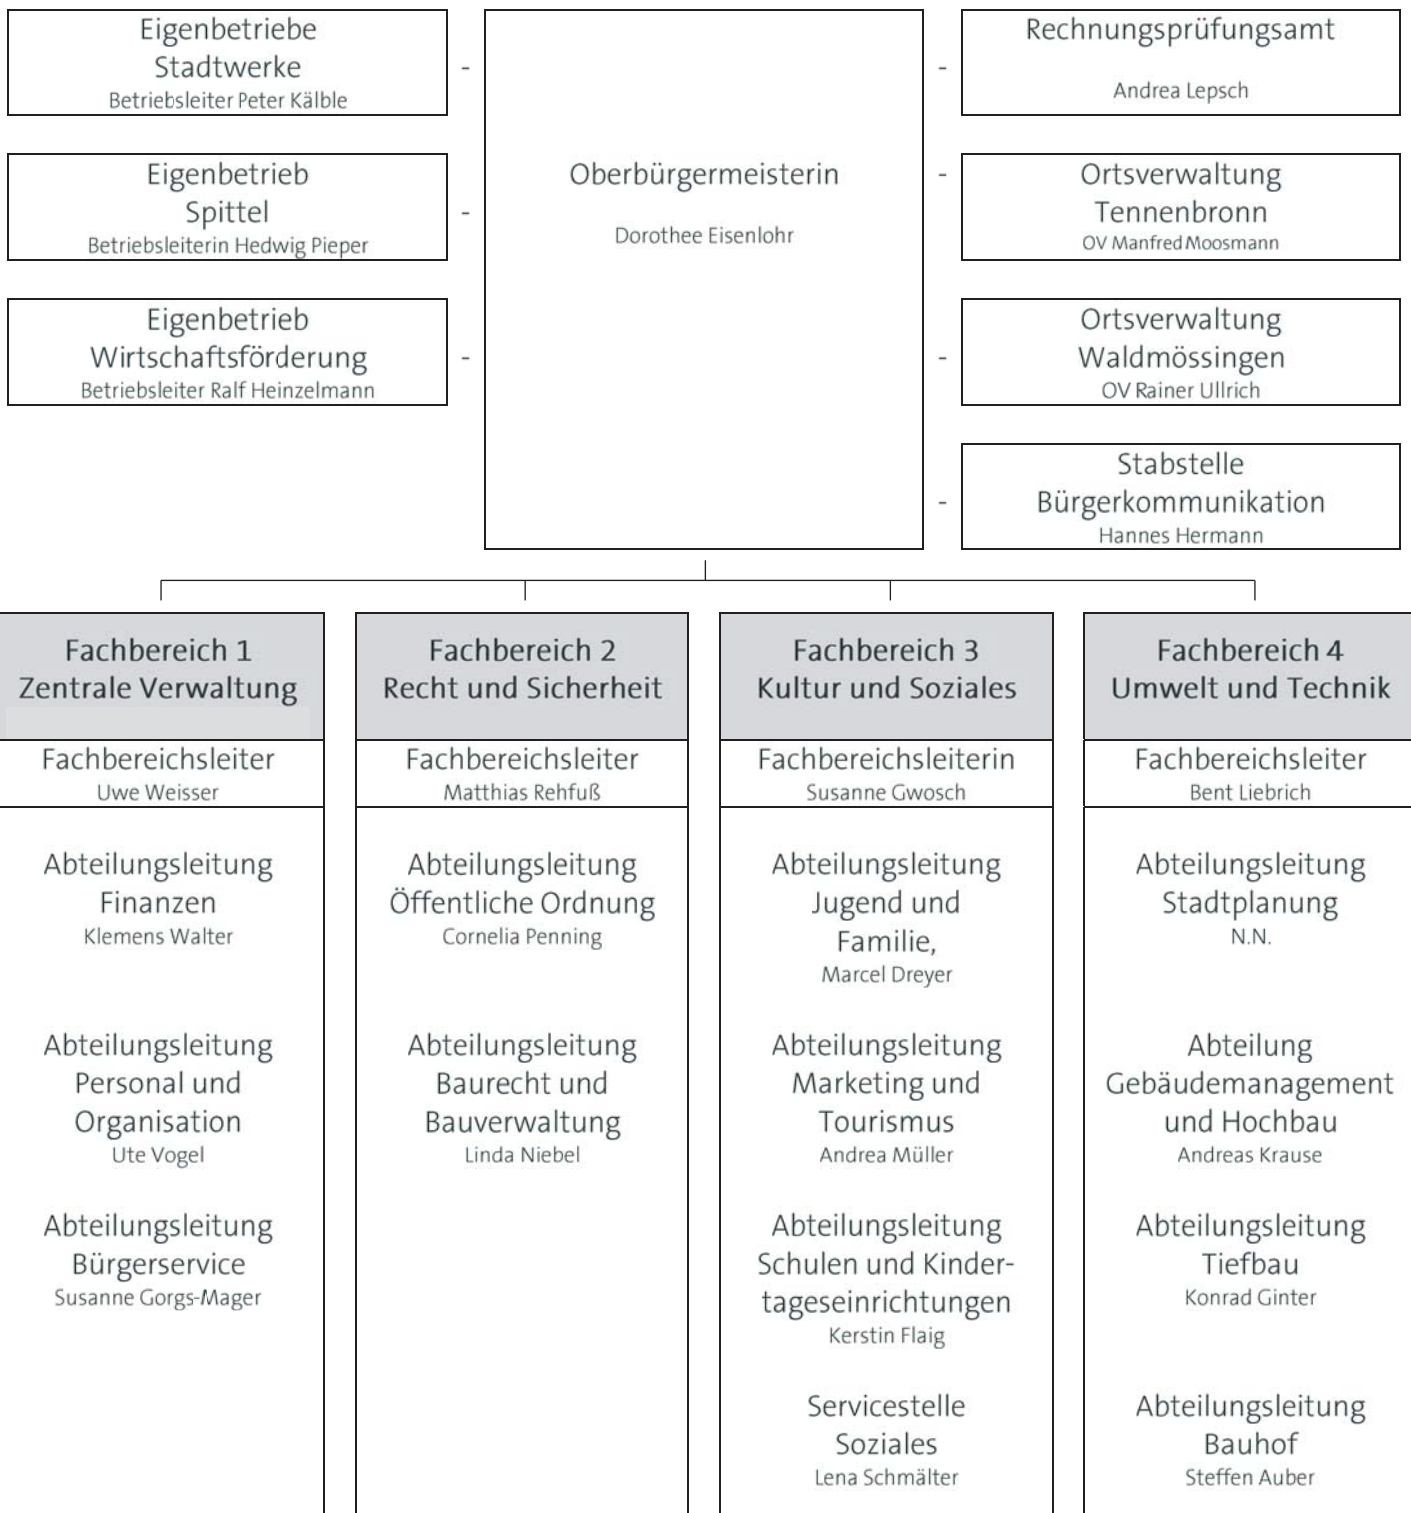 Eigenbetriebe
Stadtwerke
Betriebsleiter Peter Kälble
-
Eigenbetrieb
Spittel
Betriebsleiterin Hedwig Pieper
-
Eigenbetrieb
Wirtschaftsförderung
Betriebsleiter Ralf Heinzelmann
-
Oberbürgermeisterin
Dorothee Eisenlohr
-
Rechnungsprüfungsamt
Andrea Lepsch
-
Ortsverwaltung
Tennenbronn
OV Manfred Moosmann
-
Ortsverwaltung
Waldmössingen
OV Rainer Ullrich
-
Stabstelle
Bürgerkommunikation
Hannes Hermann
Fachbereich 1
Zentrale Verwaltung
Fachbereichsleiter
Uwe Weisser
Abteilungsleitung
Finanzen
Klemens Walter
Abteilungsleitung
Personal und
Organisation
Ute Vogel
Abteilungsleitung
Bürgerservice
Susanne Gorgs-Mager
Fachbereich 2
Recht und Sicherheit
Fachbereichsleiter
Matthias Rehfuß
Abteilungsleitung
Öffentliche Ordnung
Cornelia Penning
Abteilungsleitung
Baurecht und
Bauverwaltung
Linda Niebel
Fachbereich 3
Kultur und Soziales
Fachbereichsleiterin
Susanne Gwosch
Abteilungsleitung
Jugend und
Familie,
Marcel Dreyer
Abteilungsleitung
Marketing und
Tourismus
Andrea Müller
Abteilungsleitung
Schulen und Kinder-
tageseinrichtungen
Kerstin Flaig
Servicestelle
Soziales
Lena Schmälter
Fachbereich 4
Umwelt und Technik
Fachbereichsleiter
Bent Liebrich
Abteilungsleitung
Stadtplanung
N.N.
Abteilung
Gebäudemanagement
und Hochbau
Andreas Krause
Abteilungsleitung
Tiefbau
Konrad Ginter
Abteilungsleitung
Bauhof
Steffen Auber